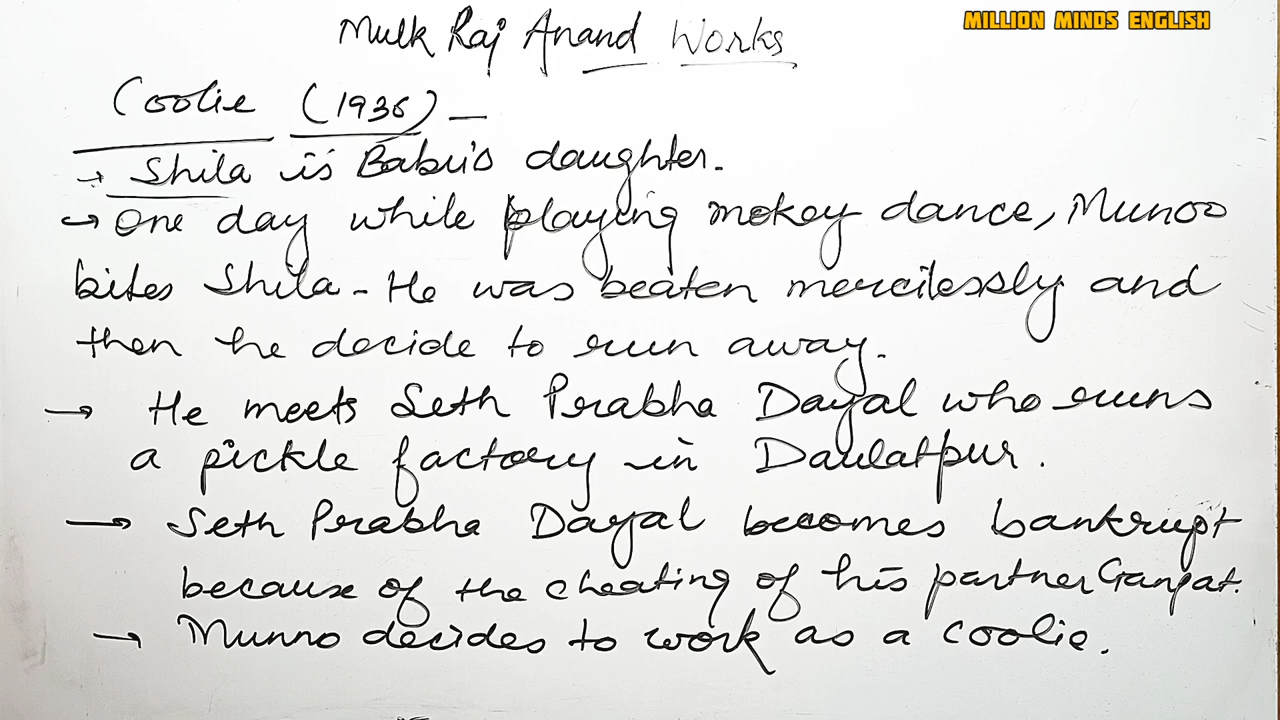 Mulk Raj Anand Works
MILLION MINDS ENGLISH
Coolie (1936) -
→ Shila is Babu's daughter.
→ One day while playing mokey dance, Munoo
bites Shila - He was beaten mercilessly and
then he decide to run away.
→ He meets Seth Prabha Dayal who runs
a pickle factory in Daulatpur.
→ Seth Prabha Dayal becomes bankrupt
because of the cheating of his partner Ganpat.
→ Munno decides to work as a coolie.